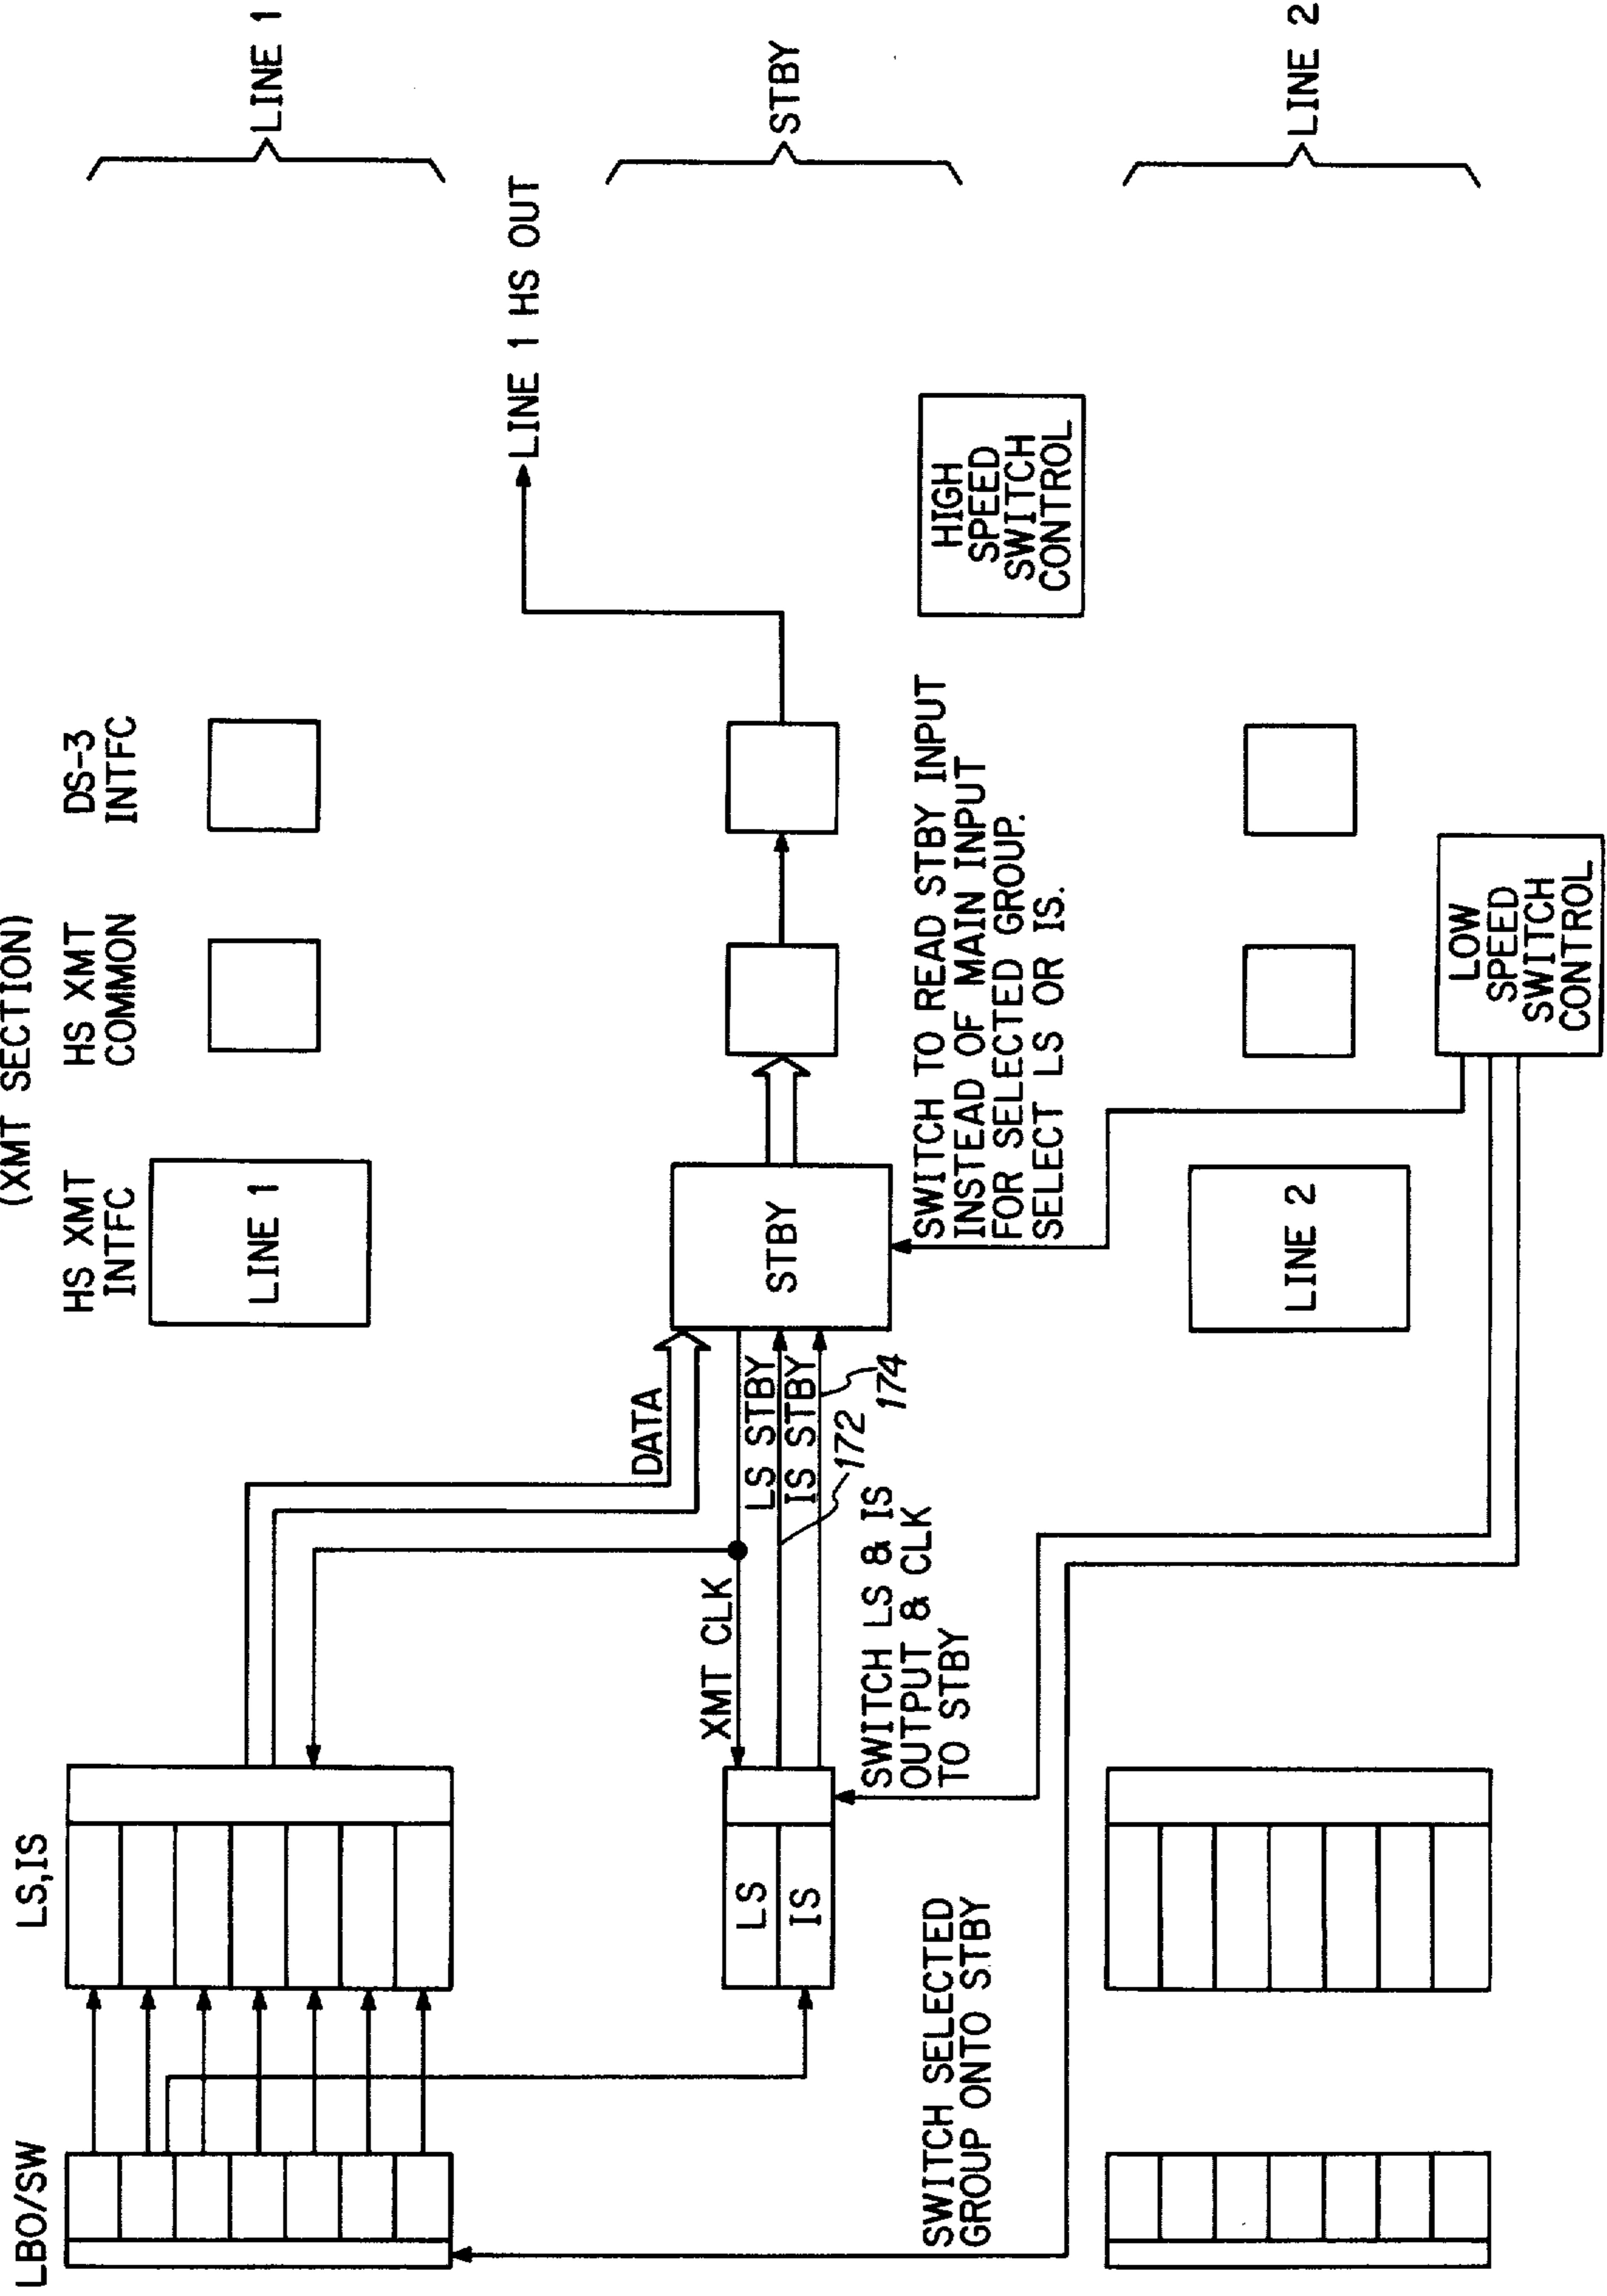 (XMT SECTION)
LBO/SW
LS,IS
HS XMT
INTFC
HS XMT
COMMON
DS-3
INTFC
LINE 1
LINE 1
LINE 1 HS OUT
DATA
XMT CLK
LS STBY
IS STBY
172
174
LS
IS
STBY
STBY
SWITCH LS & IS
OUTPUT & CLK
TO STBY
SWITCH TO READ STBY INPUT
INSTEAD OF MAIN INPUT
FOR SELECTED GROUP.
SELECT LS OR IS.
HIGH
SPEED
SWITCH
CONTROL
SWITCH SELECTED
GROUP ONTO STBY
LINE 2
LINE 2
LOW
SPEED
SWITCH
CONTROL